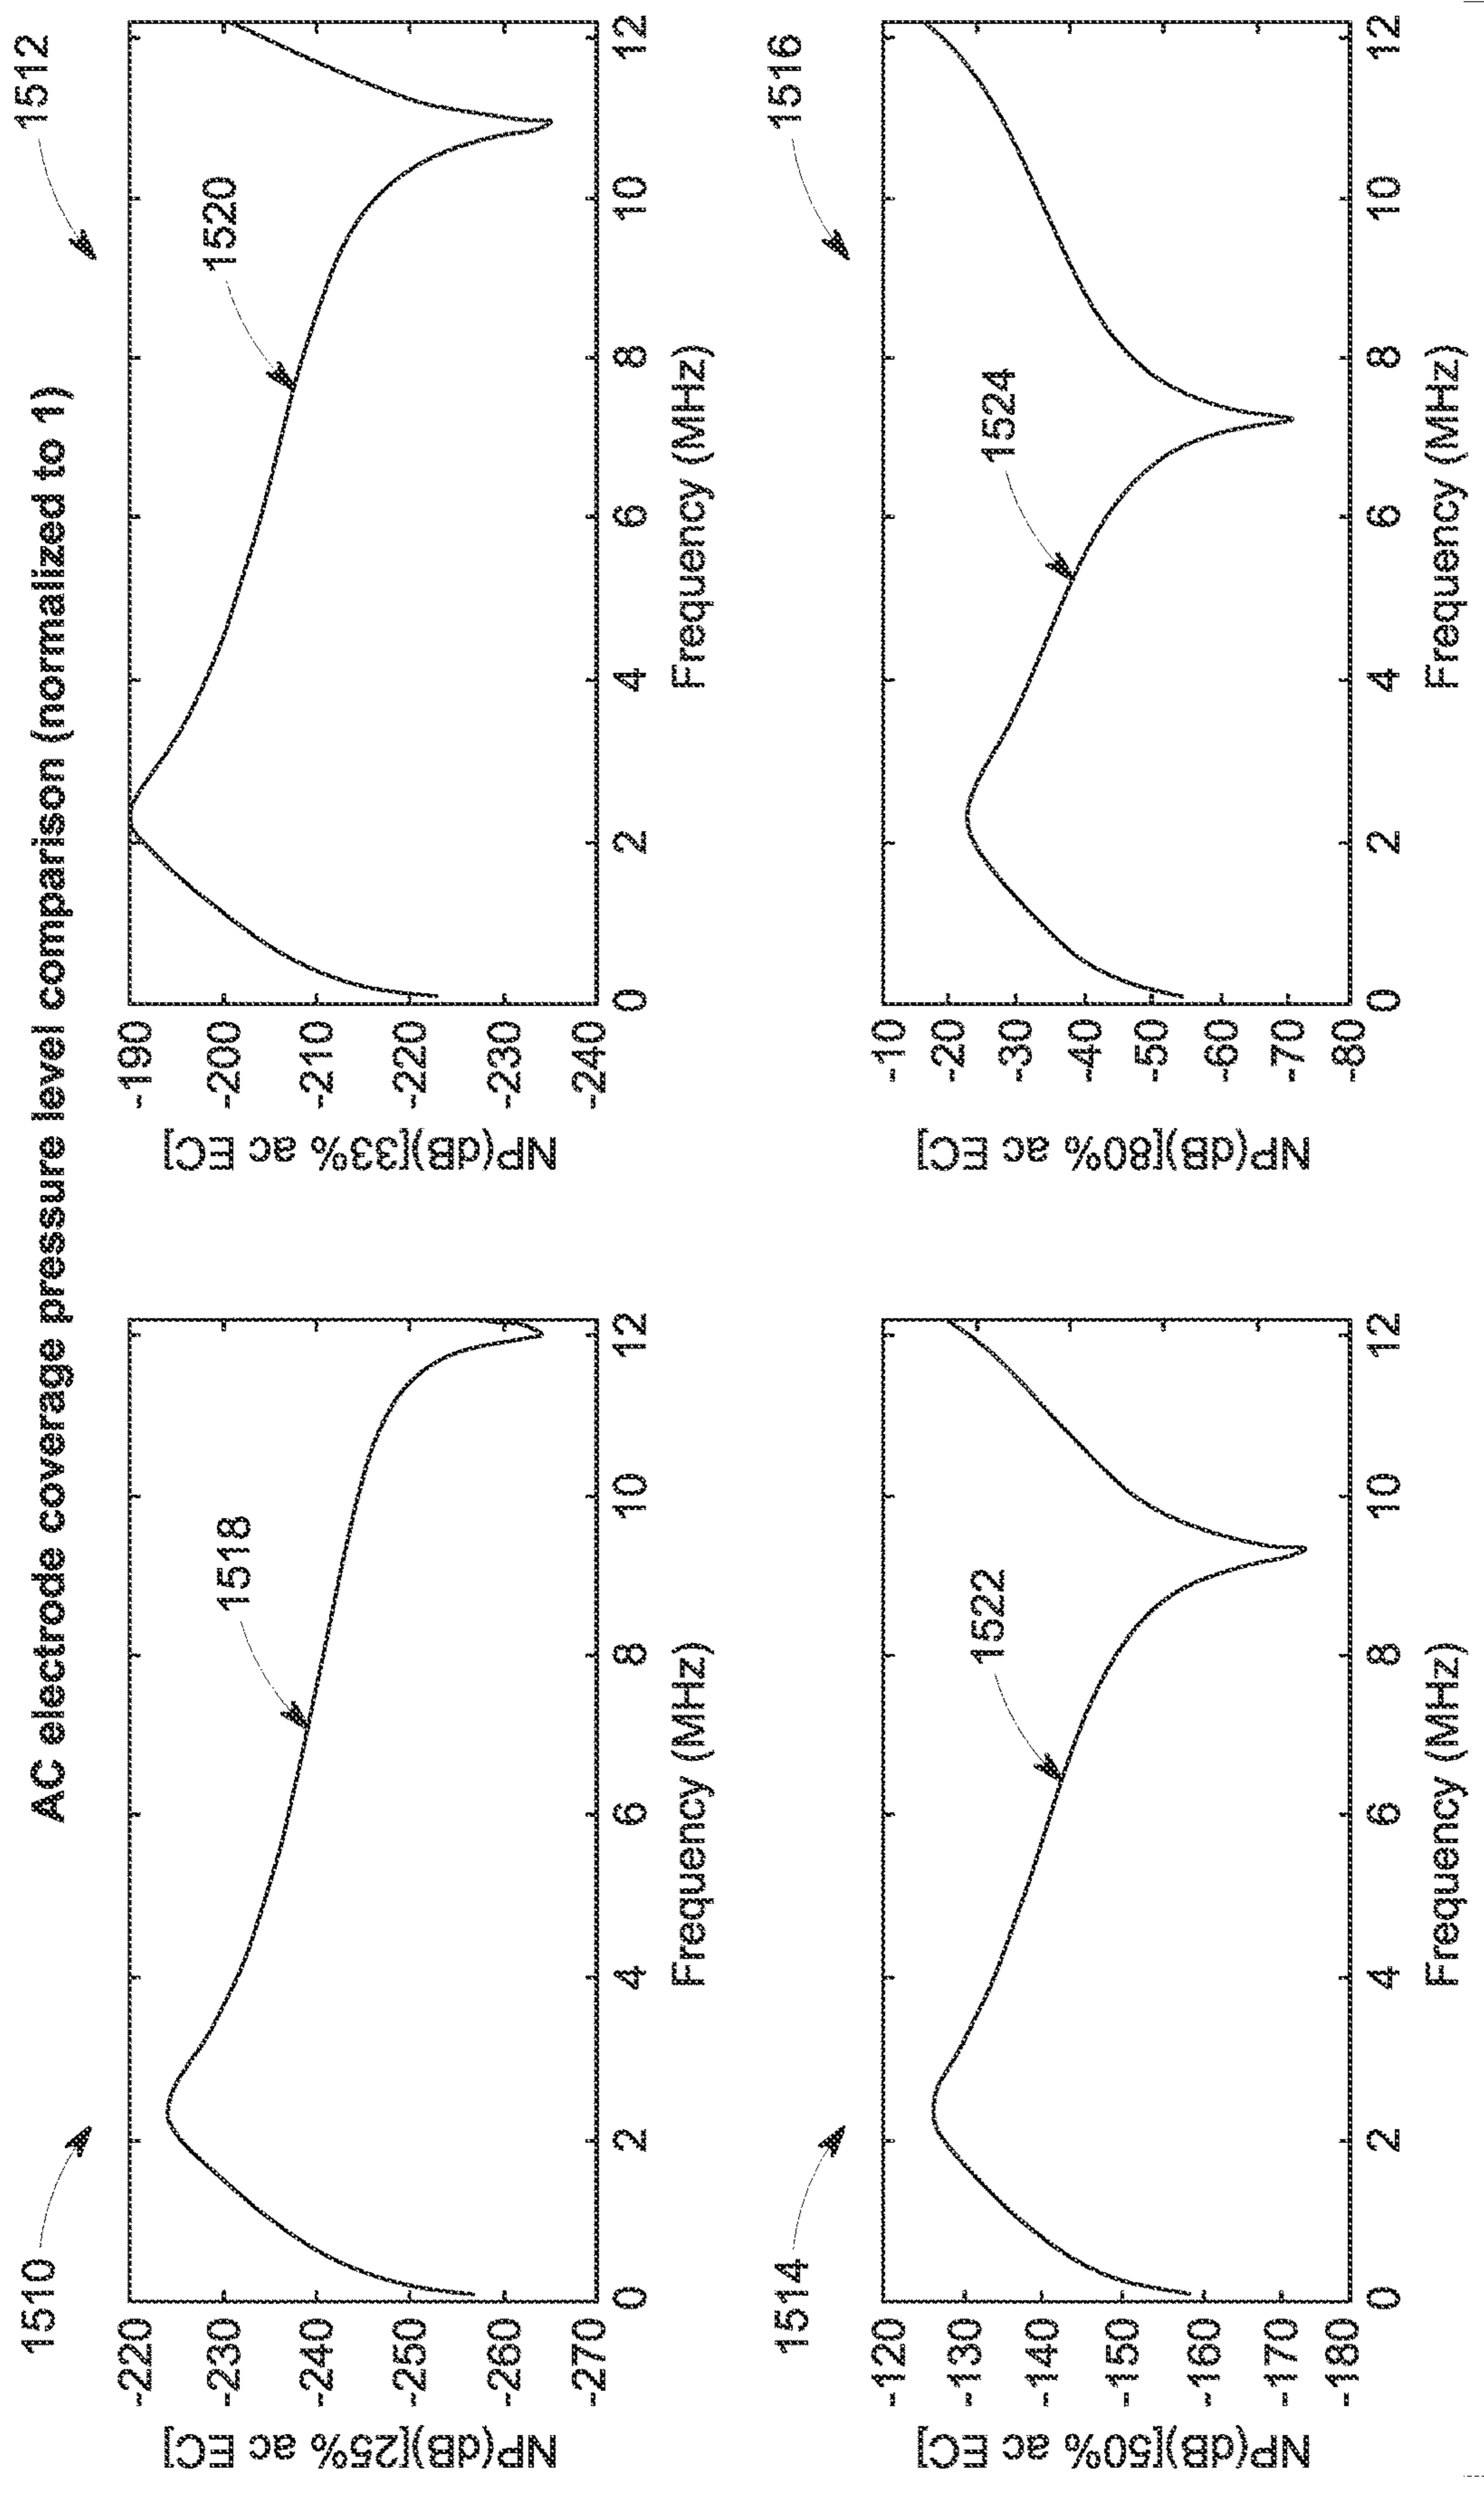 AC electrode coverage pressure level comparison (normalized to 1)
1510
NP(dB)[25% ac EC]
-220
-230
-240
-250
-260
-270
1518
0 2 4 6 8 10 12
Frequency (MHz)
1512
NP(dB)[33% ac EC]
-190
-200
-210
-220
-230
-240
1520
0 2 4 6 8 10 12
Frequency (MHz)
1514
NP(dB)[50% ac EC]
-120
-130
-140
-150
-160
-170
-180
1522
0 2 4 6 8 10 12
Frequency (MHz)
1516
NP(dB)[80% ac EC]
-10
-20
-30
-40
-50
-60
-70
-80
1524
0 2 4 6 8 10 12
Frequency (MHz)